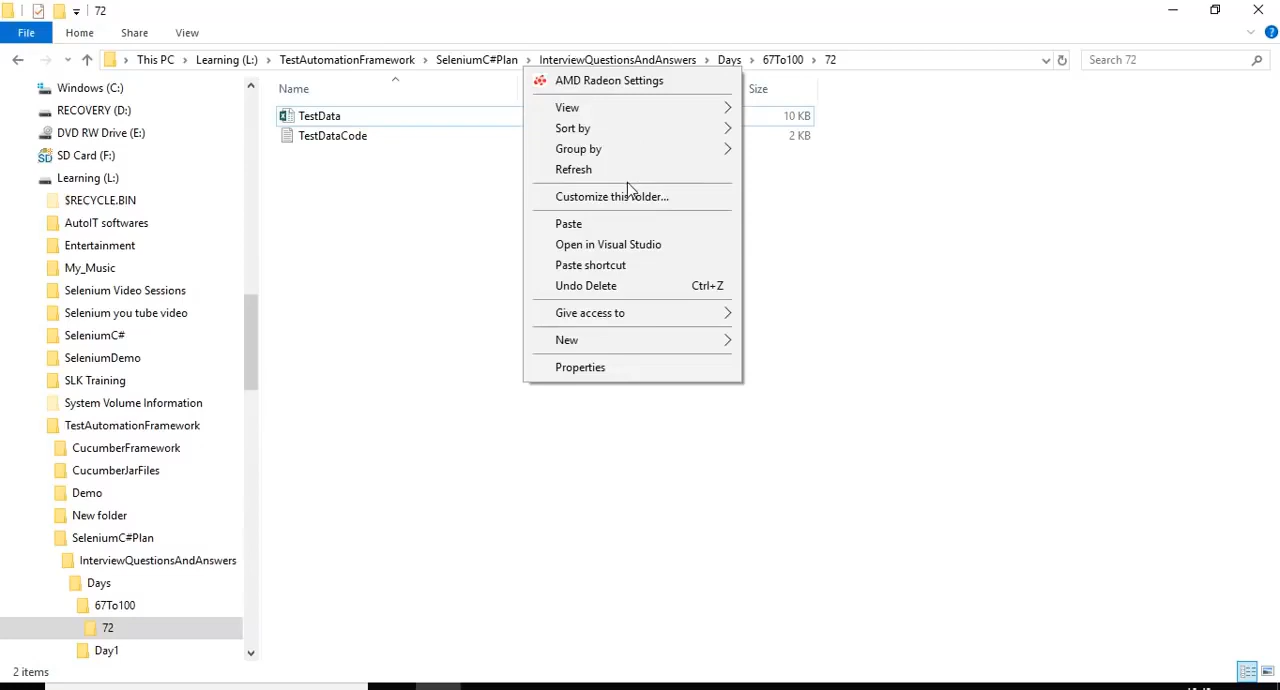 72
File Home Share View
This PC Learning (L:) TestAutomationFramework SeleniumC#Plan InterviewQuestionsAndAnswers Days 67To100 72 Search 72
Windows (C:)
RECOVERY (D:)
DVD RW Drive (E:)
SD Card (F:)
Learning (L:)
$RECYCLE.BIN
AutoIT softwares
Entertainment
My_Music
Selenium Video Sessions
Selenium you tube video
SeleniumC#
SeleniumDemo
SLK Training
System Volume Information
TestAutomationFramework
CucumberFramework
CucumberJarFiles
Demo
New folder
SeleniumC#Plan
InterviewQuestionsAndAnswers
Days
67To100
72
Day1
Name Size
TestData 10 KB
TestDataCode 2 KB
AMD Radeon Settings
View
Sort by
Group by
Refresh
Customize this folder...
Paste
Open in Visual Studio
Paste shortcut
Undo Delete Ctrl+Z
Give access to
New
Properties
2 items